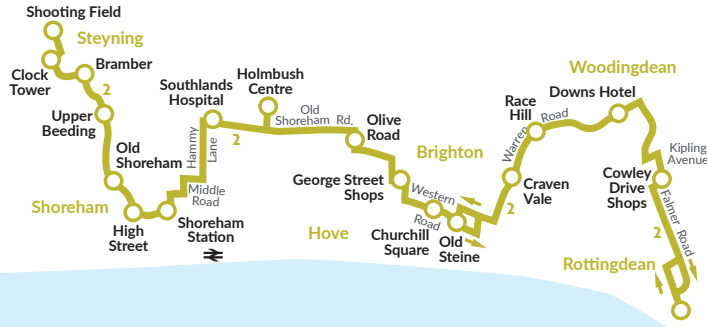 Shooting Field
Steyning
Clock
Tower
Bramber
2
Upper
Beeding
Old
Shoreham
Shoreham
High
Street
Shoreham
Station
Middle
Road
Hammy
Lane
Southlands
Hospital
2
Holmbush
Centre
Old
Shoreham Rd.
Olive
Road
George Street
Shops
Hove
Brighton
Western
Road
Churchill
Square
Old
Steine
2
Craven
Vale
Warren
Road
Race
Hill
Woodingdean
Downs Hotel
Kipling
Avenue
Cowley
Drive
Shops
Falmer Road
2
Rottingdean